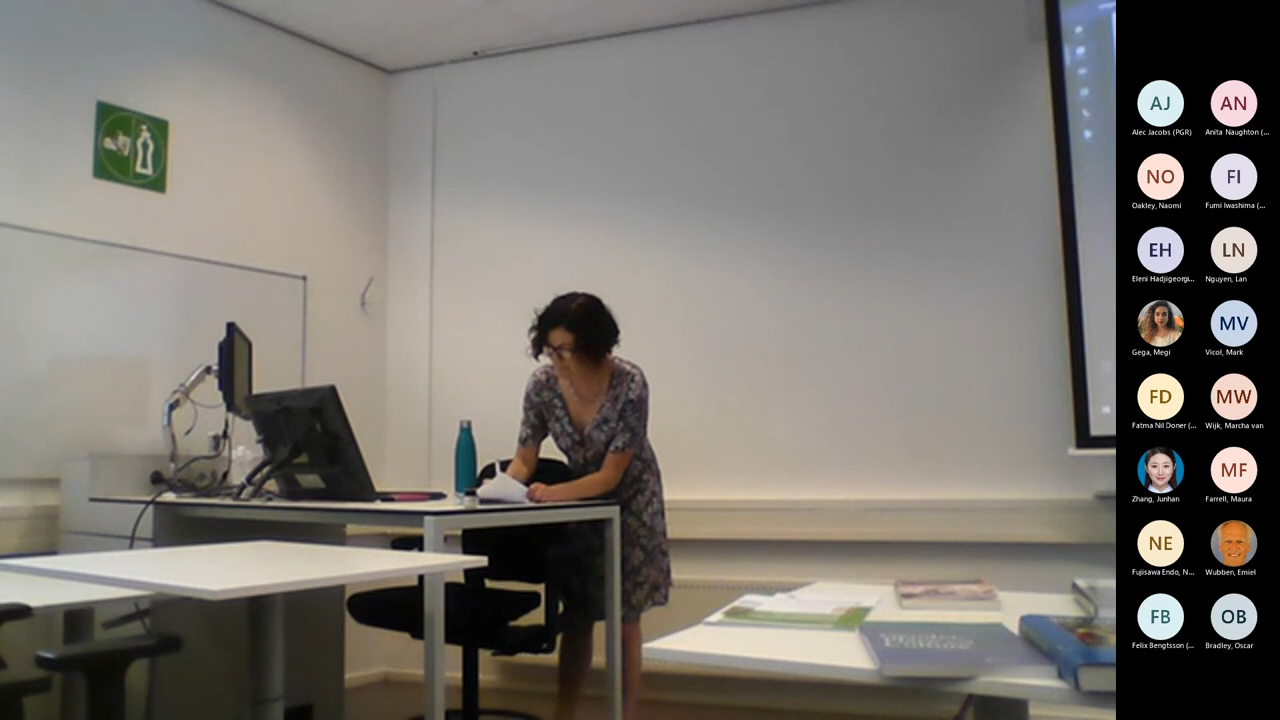 AJ
AN
Alec Jacobs (PGR)
Anita Naughton (...
NO
FI
Oakley, Naomi
Fumi Iwashima (...
EH
LN
Eleni Hadjigeorgi...
Nguyen, Lan
MV
Gega, Megi
Vicol, Mark
FD
MW
Fatma Nil Doner (...
Wijk, Marcha van
MF
Zhang, Junhan
Farrell, Maura
NE
Fujisawa Endo, N...
Wubben, Emiel
FB
OB
Felix Bengtsson (...
Bradley, Oscar